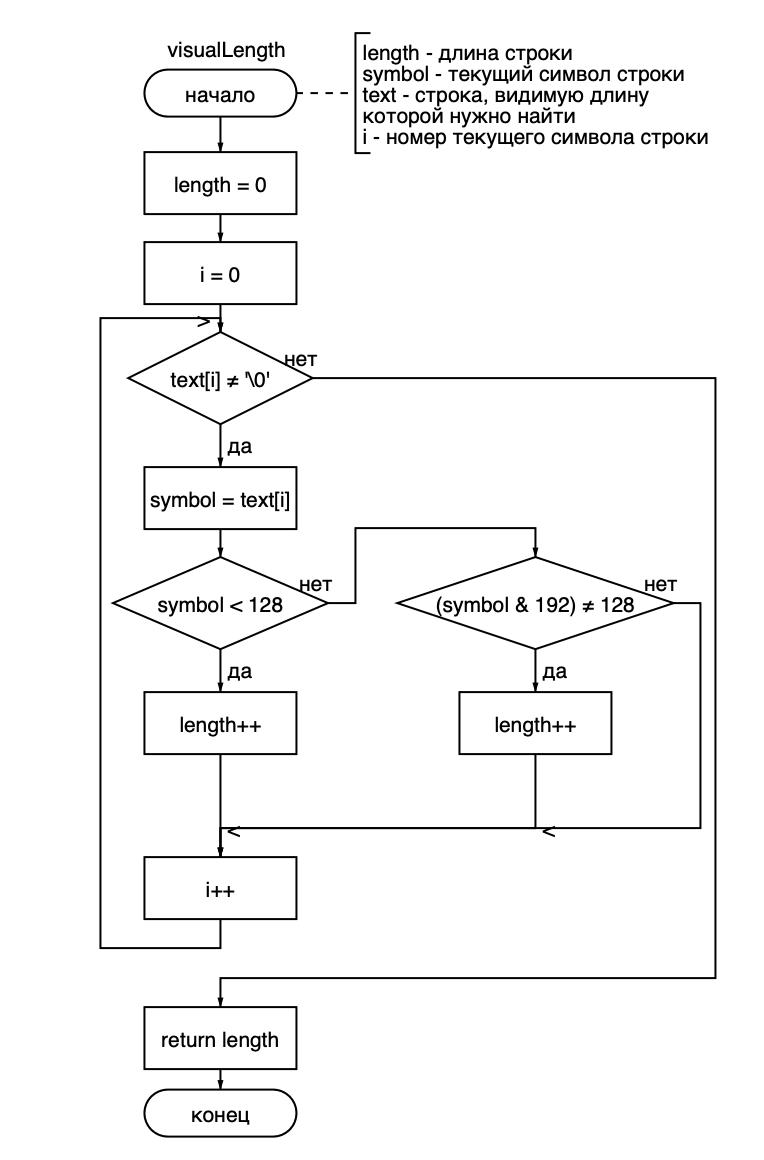 visualLength
начало
length - длина строки
symbol - текущий символ строки
text - строка, видимую длину
которой нужно найти
i - номер текущего символа строки
length = 0
i = 0
>
text[i] ≠ '\0'
нет
да
symbol = text[i]
symbol < 128
нет
(symbol & 192) ≠ 128
нет
да
да
length++
length++
<
<
i++
return length
конец